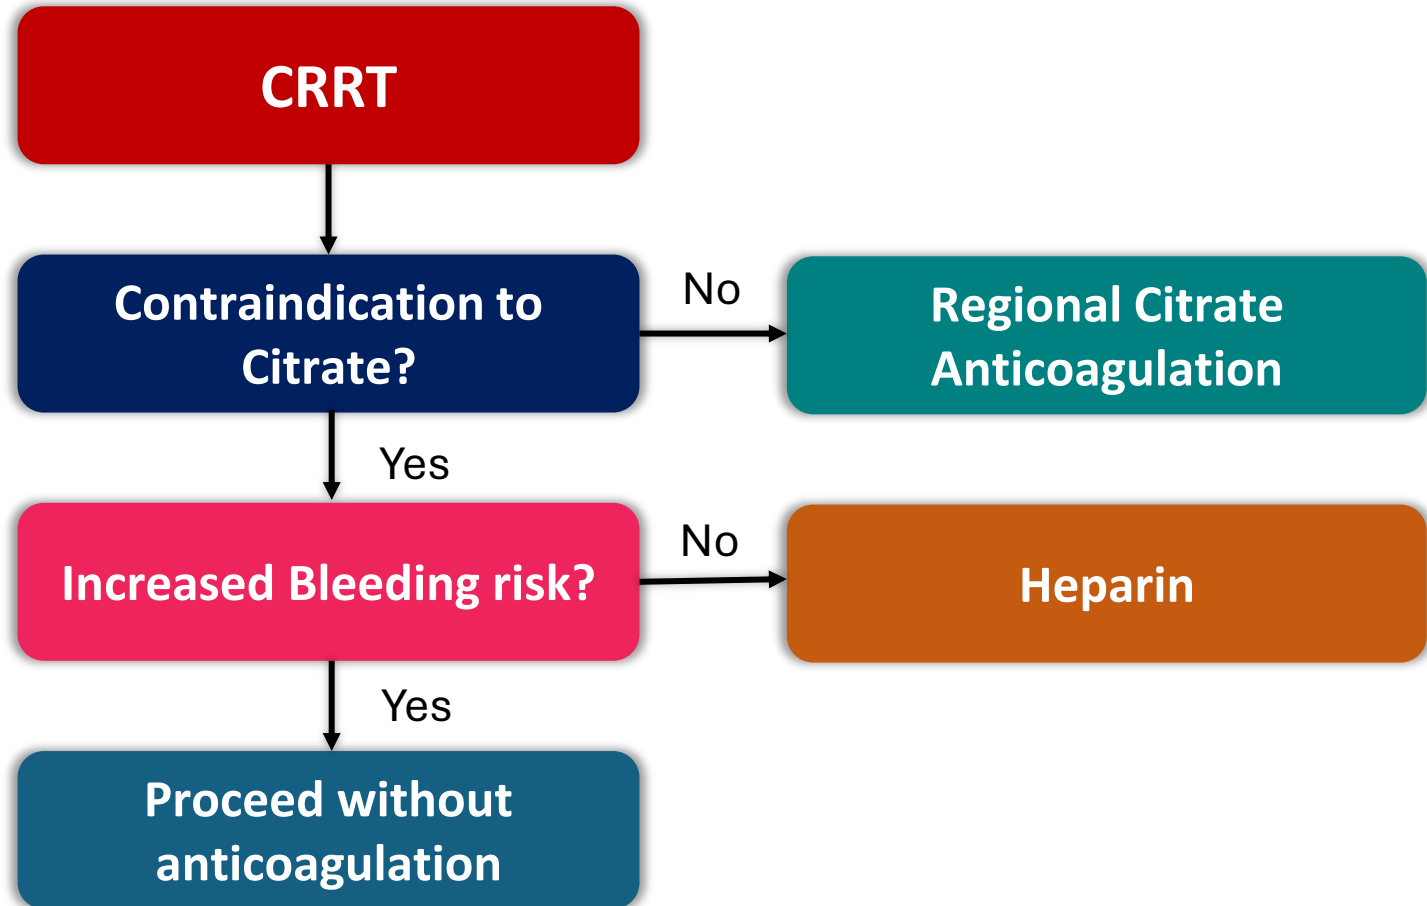 CRRT
Contraindication to
Citrate?
No
Regional Citrate
Anticoagulation
Yes
Increased Bleeding risk?
No
Heparin
Yes
Proceed without
anticoagulation